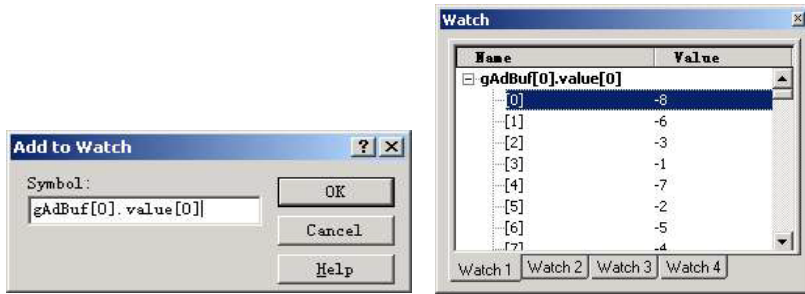 Add to Watch
Symbol:
gAdBuf[0].value[0]
OK
Cancel
Help
Watch
Name Value
gAdBuf[0].value[0]
[0] -8
[1] -6
[2] -3
[3] -1
[4] -7
[5] -2
[6] -5
[7] -4
Watch 1 Watch 2 Watch 3 Watch 4